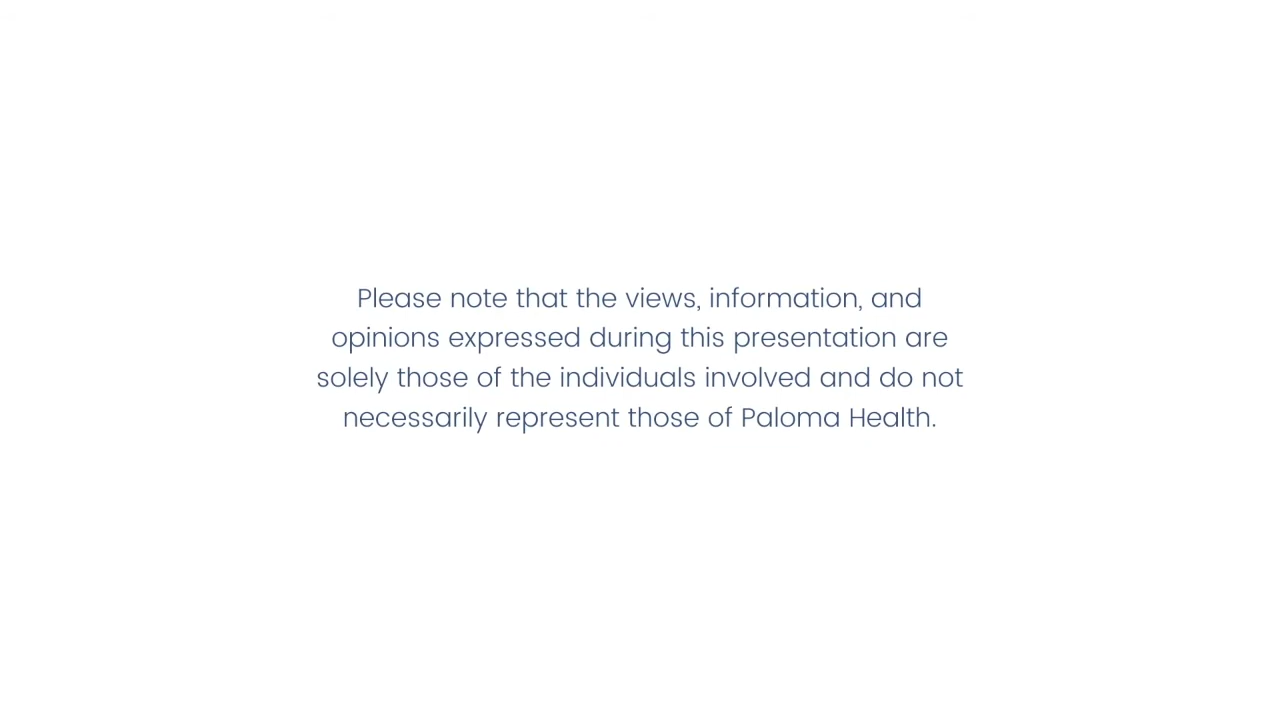 Please note that the views, information, and
opinions expressed during this presentation are
solely those of the individuals involved and do not
necessarily represent those of Paloma Health.